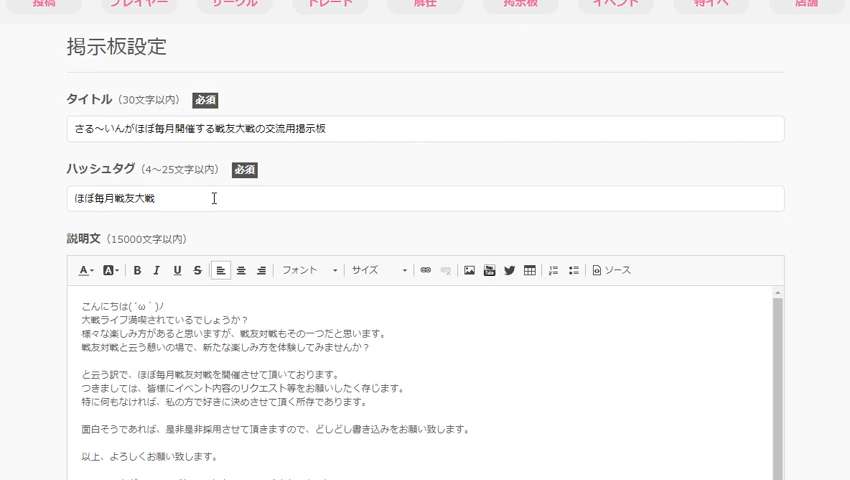 投稿 プレイヤー サークル トレード 解任 掲示板 イベント 特イベ 店舗
掲示板設定
タイトル（30文字以内） 必須
さる～いんがほぼ毎月開催する戦友大戦の交流用掲示板
ハッシュタグ（4～25文字以内） 必須
ほぼ毎月戦友大戦
説明文（15000文字以内）
A A B I U S フォント サイズ ソース
こんにちは(´ω｀)ﾉ
大戦ライフ満喫されているでしょうか？
様々な楽しみ方があると思いますが、戦友対戦もその一つだと思います。
戦友対戦と云う憩いの場で、新たな楽しみ方を体験してみませんか？
と云う訳で、ほぼ毎月戦友対戦を開催させて頂いております。
つきましては、皆様にイベント内容のリクエスト等をお願いしたく存じます。
特に何もなければ、私の方で好きに決めさせて頂く所存であります。
面白そうであれば、是非是非採用させて頂きますので、どしどし書き込みをお願い致します。
以上、よろしくお願い致します。